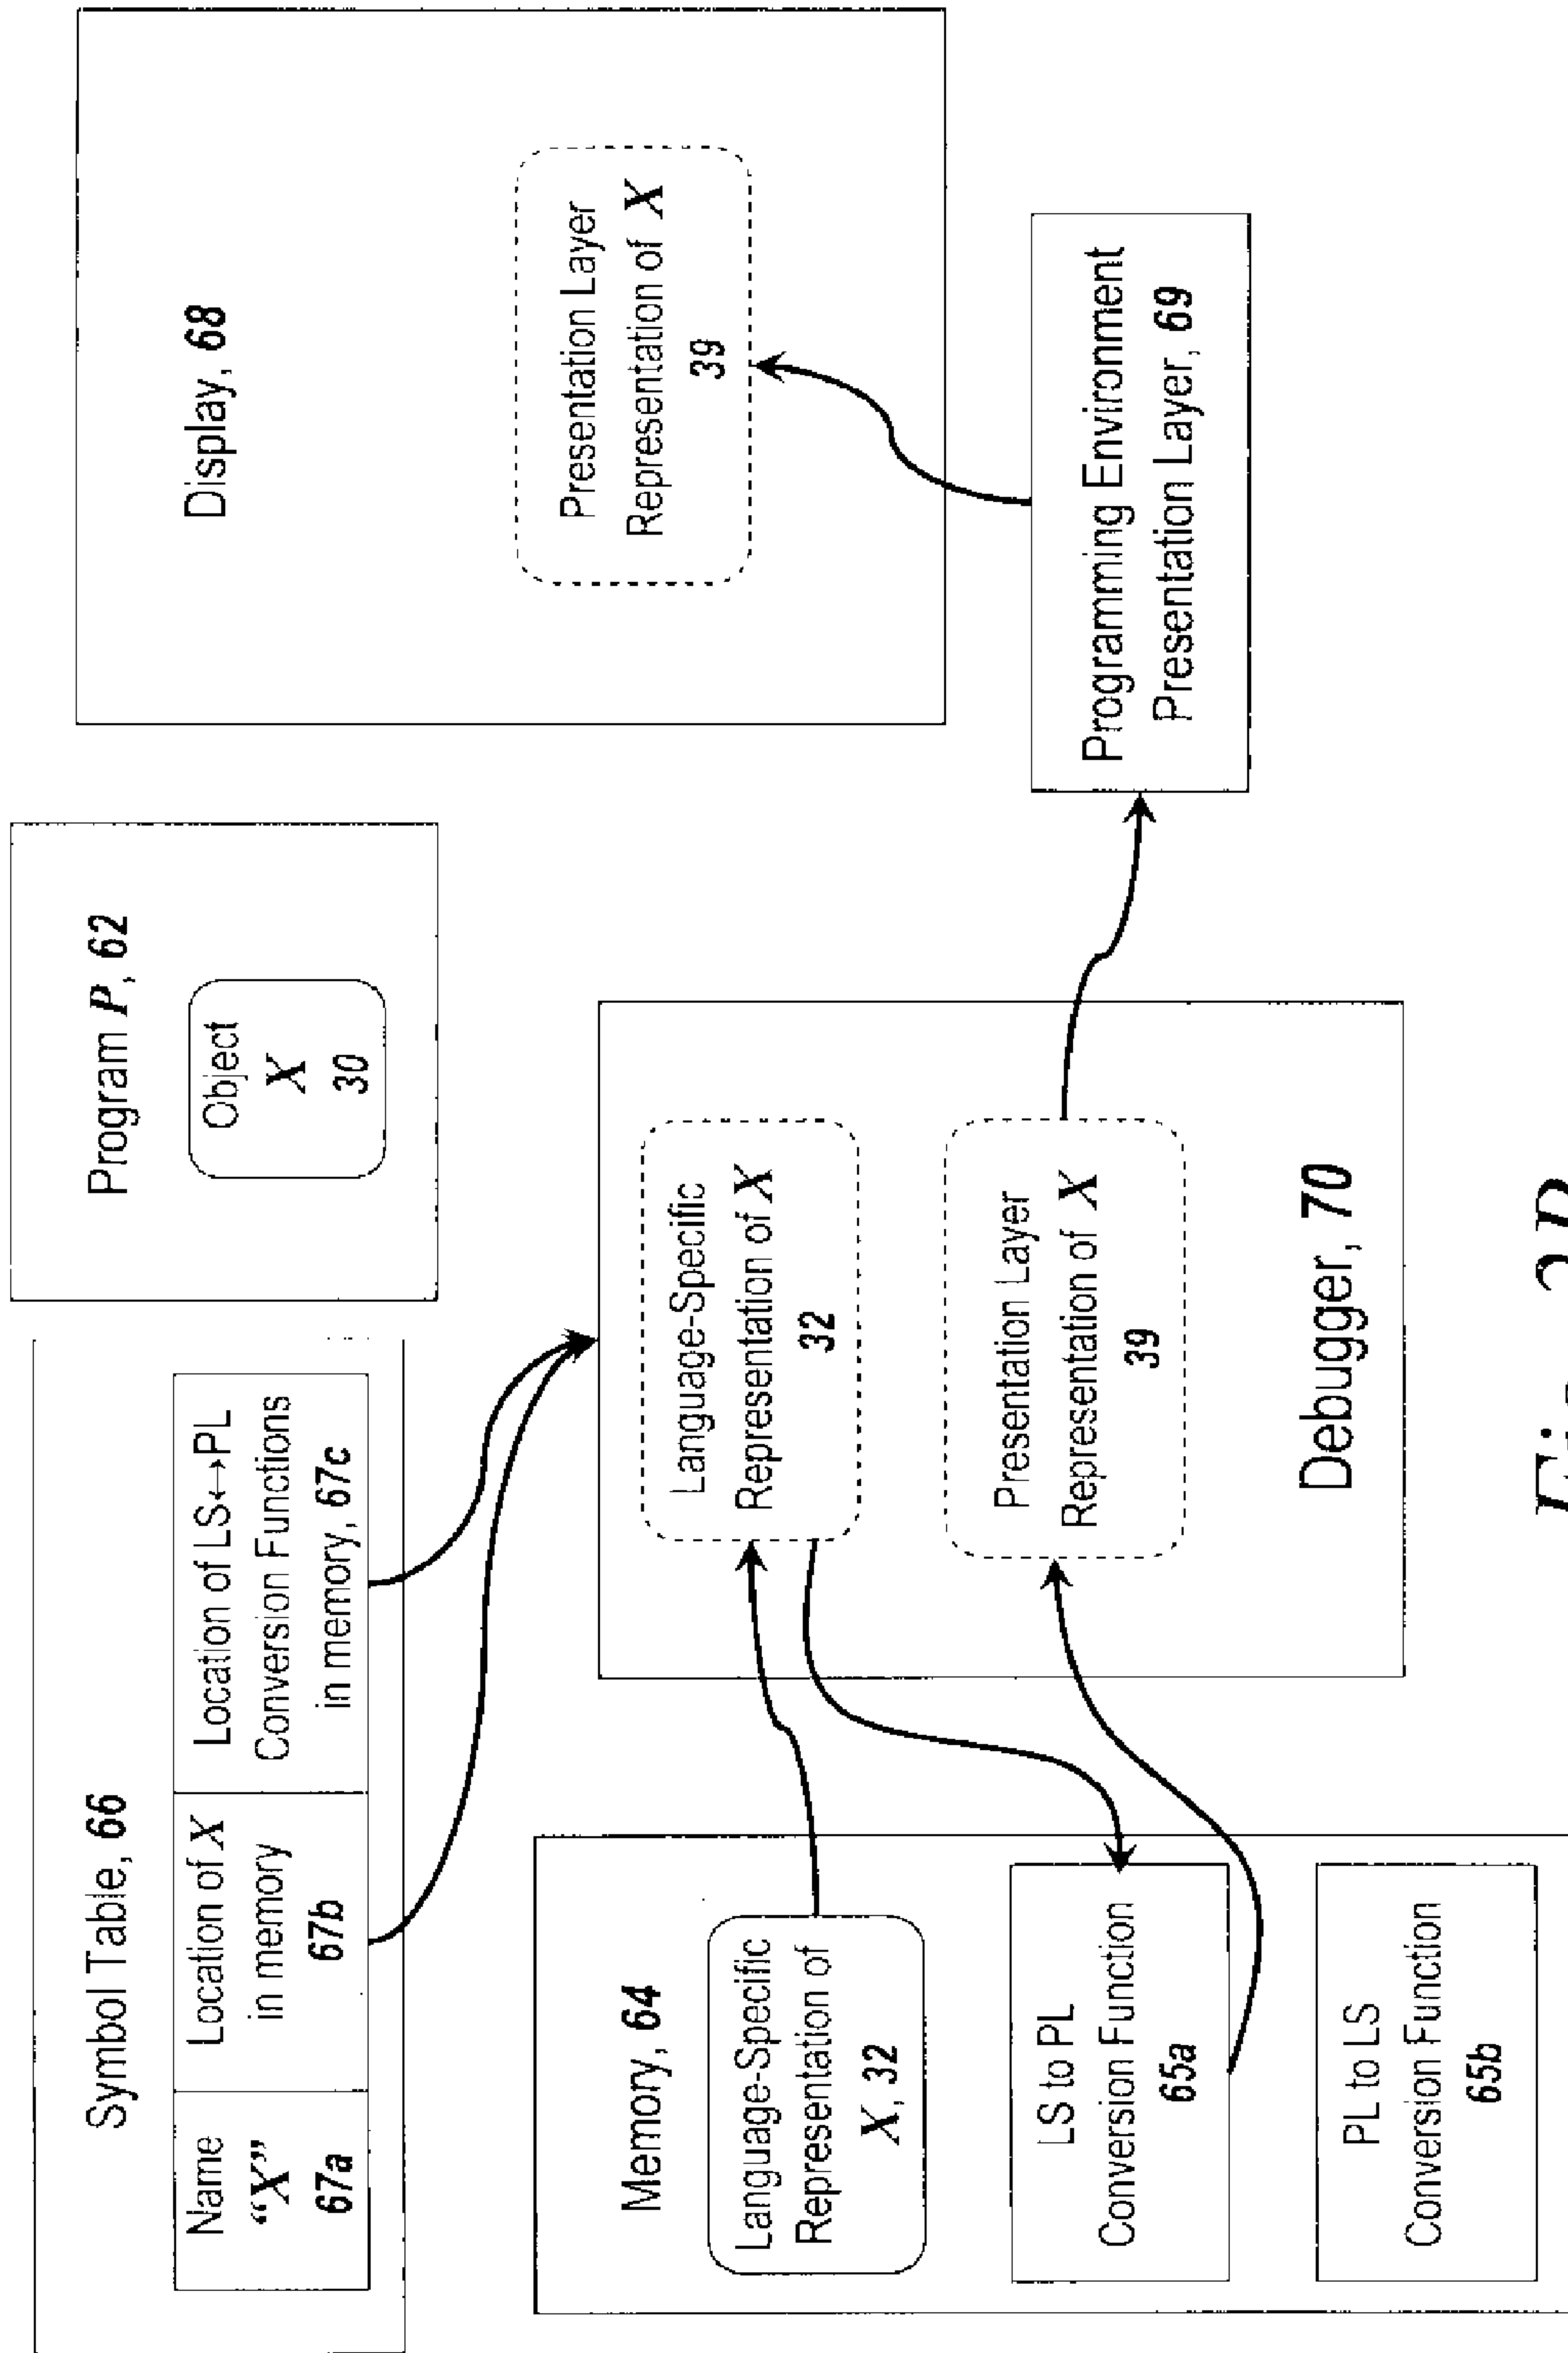 Symbol Table, 66
Name
“X”
67a
Location of X
in memory
67b
Location of LS↔PL
Conversion Functions
in memory, 67c
Program P, 62
Object
X
30
Display, 68
Presentation Layer
Representation of X
39
Memory, 64
Language-Specific
Representation of
X, 32
LS to PL
Conversion Function
65a
PL to LS
Conversion Function
65b
Language-Specific
Representation of X
32
Presentation Layer
Representation of X
39
Debugger, 70
Programming Environment
Presentation Layer, 69